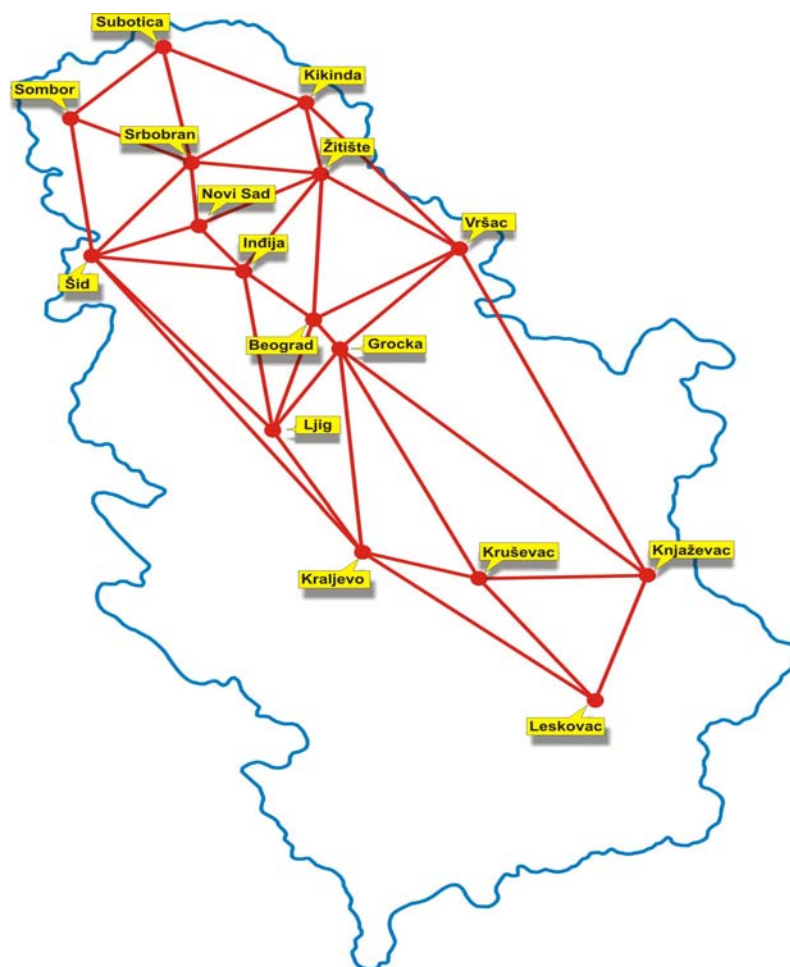 Subotica
Kikinda
Sombor
Srbobran
Žitište
Novi Sad
Vršac
Inđija
Šid
Beograd
Grocka
Ljig
Kraljevo
Kruševac
Knjaževac
Leskovac